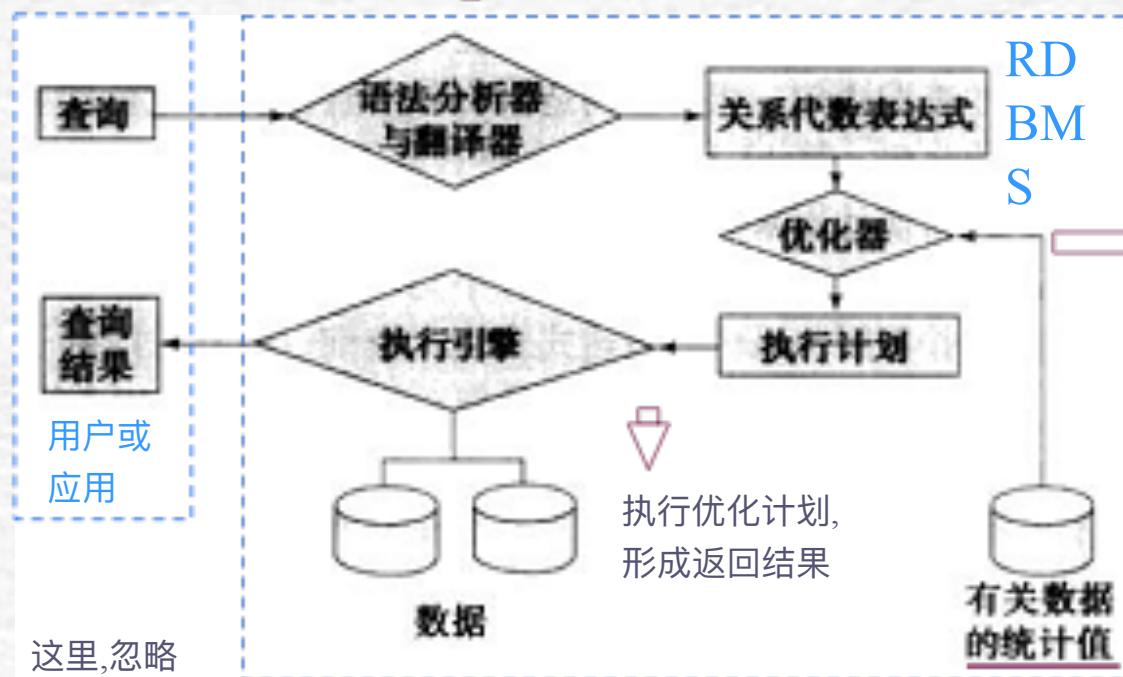 查询
语法分析器
与翻译器
关系代数表达式
RD
BM
S
优化器
查询
结果
执行引擎
执行计划
用户或
应用
执行优化计划,
形成返回结果
数据
有关数据
的统计值
这里,忽略